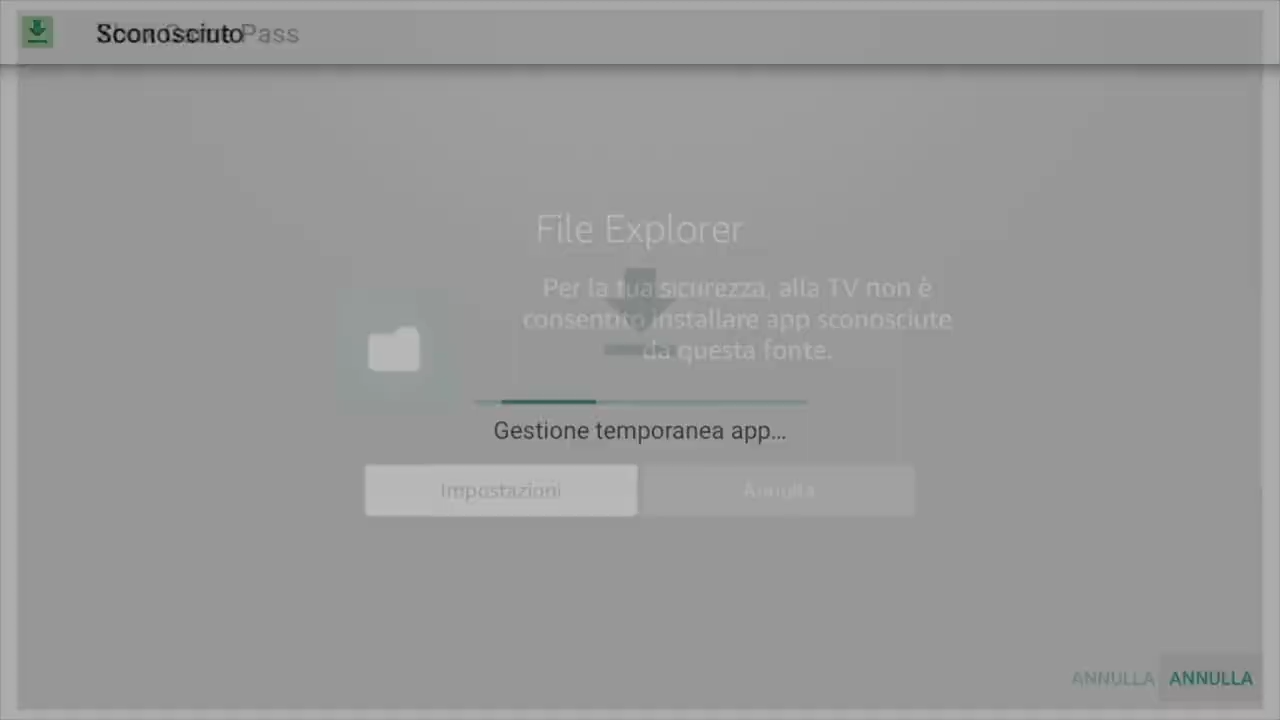 Sconosciuto
Pass
File Explorer
Per la tua sicurezza, alla TV non è
consentito installare app sconosciute
da questa fonte.
Gestione temporanea app...
Impostazioni
Annulla
ANNULLA
ANNULLA